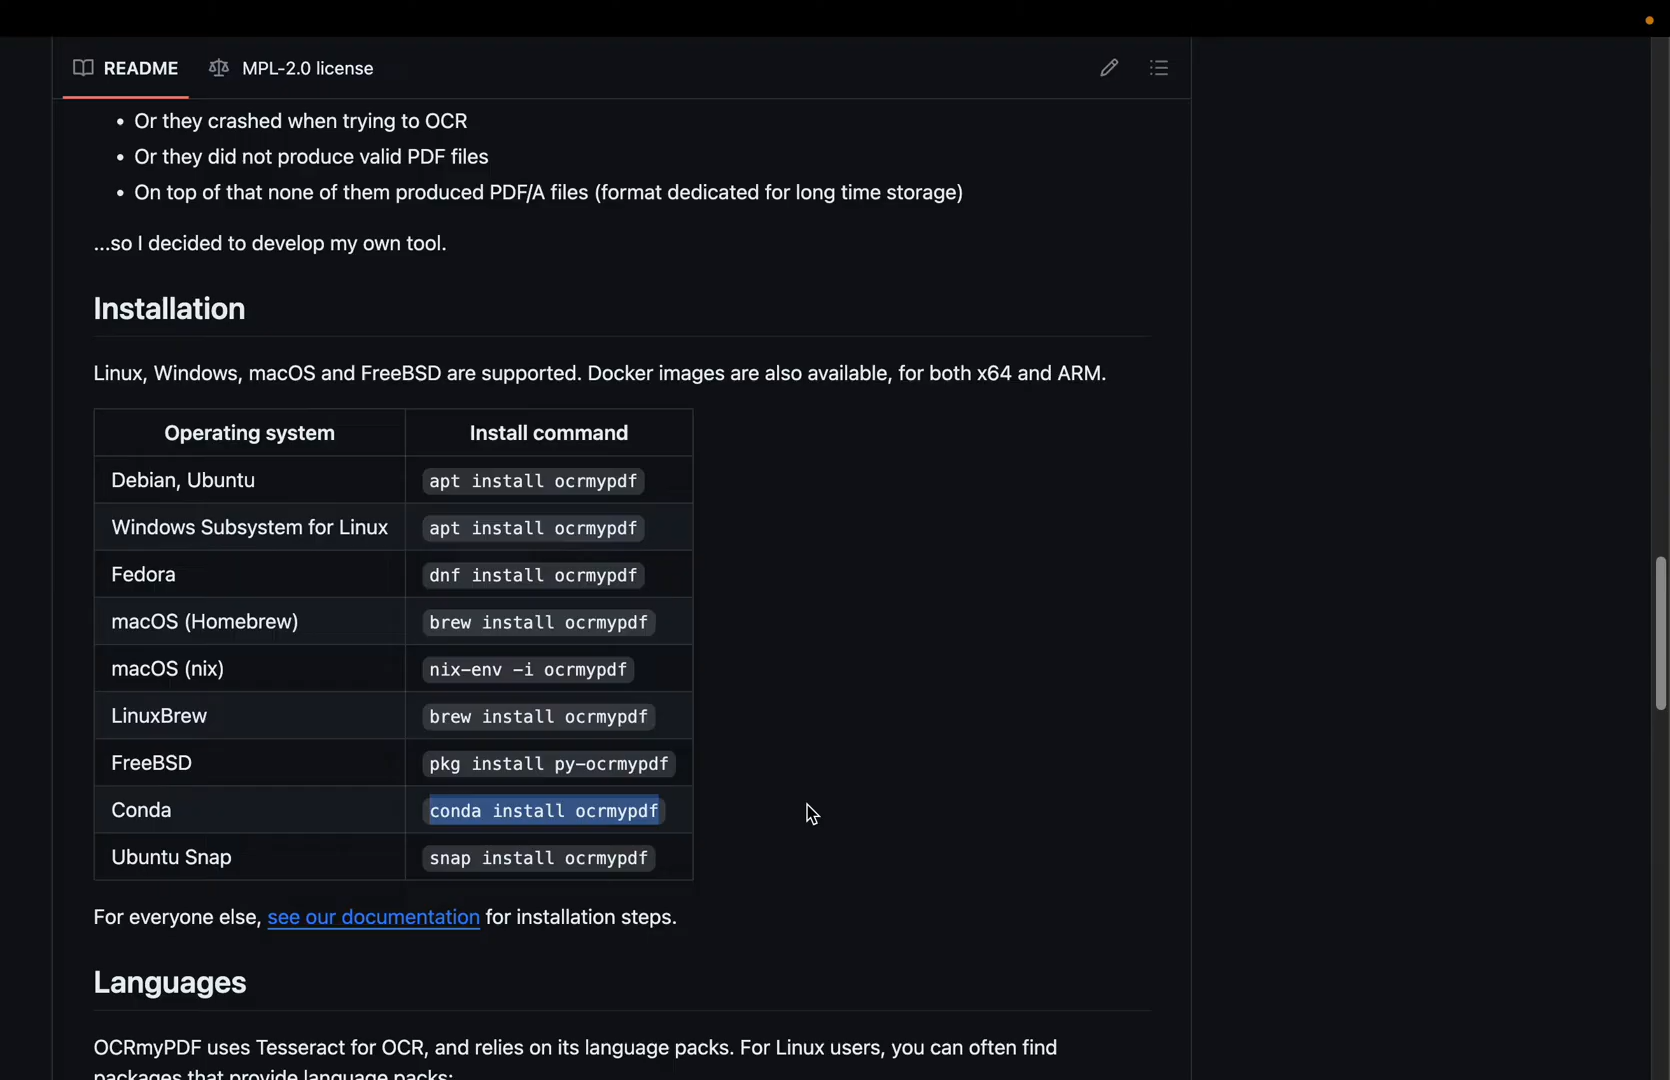 README MPL-2.0 license
• Or they crashed when trying to OCR
• Or they did not produce valid PDF files
• On top of that none of them produced PDF/A files (format dedicated for long time storage)
...so I decided to develop my own tool.
Installation
Linux, Windows, macOS and FreeBSD are supported. Docker images are also available, for both x64 and ARM.
Operating system Install command
Debian, Ubuntu apt install ocrmypdf
Windows Subsystem for Linux apt install ocrmypdf
Fedora dnf install ocrmypdf
macOS (Homebrew) brew install ocrmypdf
macOS (nix) nix-env -i ocrmypdf
LinuxBrew brew install ocrmypdf
FreeBSD pkg install py-ocrmypdf
Conda conda install ocrmypdf
Ubuntu Snap snap install ocrmypdf
For everyone else, see our documentation for installation steps.
Languages
OCRmyPDF uses Tesseract for OCR, and relies on its language packs. For Linux users, you can often find
packages that provide language packs: